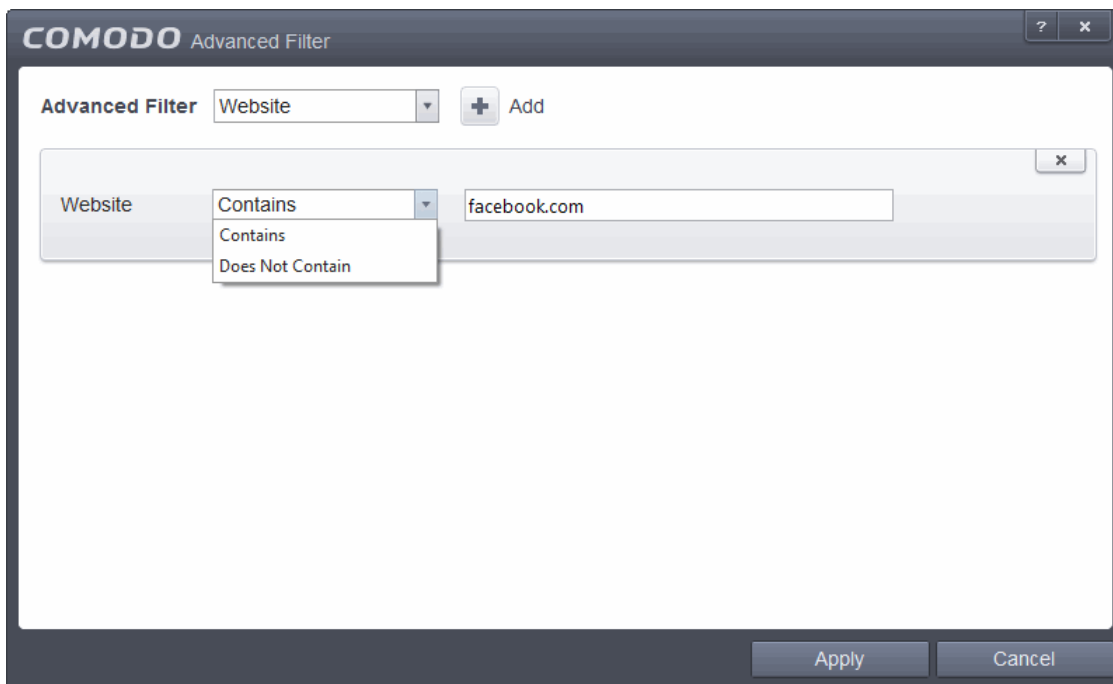 COMODO Advanced Filter ? x
Advanced Filter Website + Add
x
Website Contains facebook.com
Contains
Does Not Contain
Apply Cancel